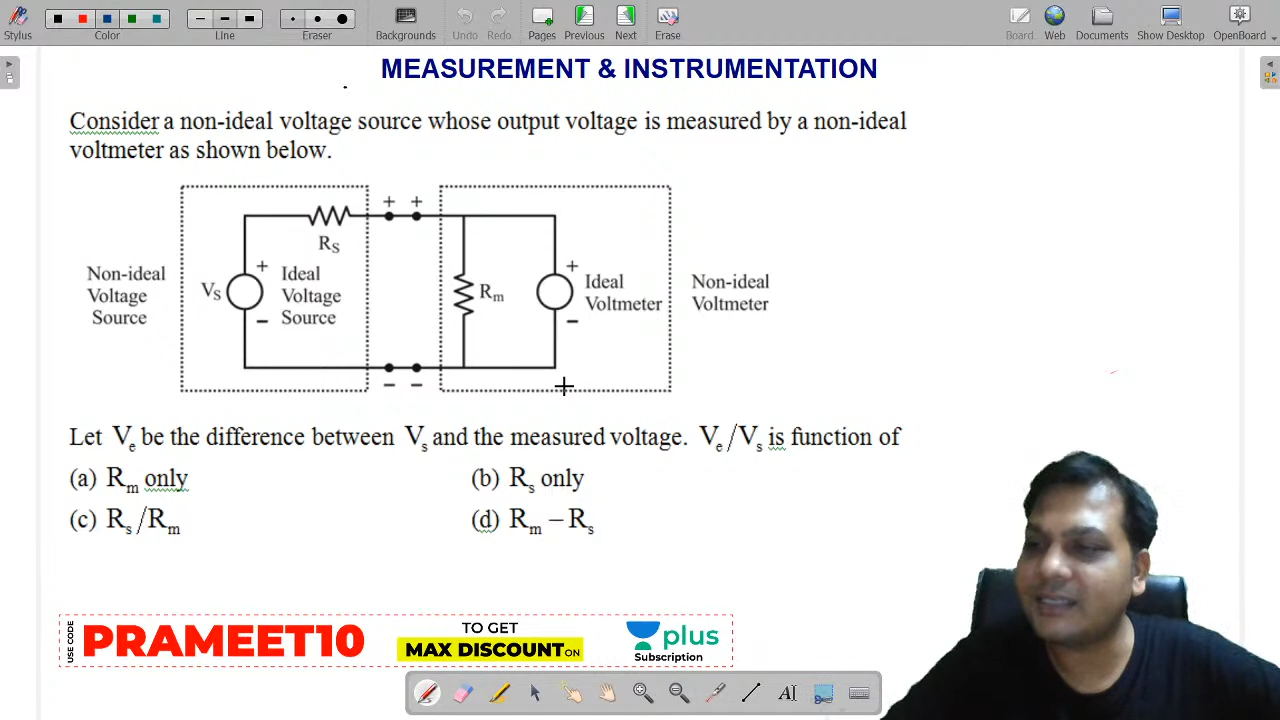 Stylus
Color
Line
Eraser
Backgrounds
Undo
Redo
Pages
Previous
Next
Erase
Board
Web
Documents
Show Desktop
OpenBoard
MEASUREMENT & INSTRUMENTATION
Consider a non-ideal voltage source whose output voltage is measured by a non-ideal
voltmeter as shown below.
+ +
RS
Non-ideal
Voltage
Source
VS
+
−
Ideal
Voltage
Source
Rm
+
−
Ideal
Voltmeter
Non-ideal
Voltmeter
− −
Let Ve be the difference between Vs and the measured voltage. Ve/Vs is function of
(a) Rm only
(b) Rs only
(c) Rs/Rm
(d) Rm − Rs
USE CODE
PRAMEET10
TO GET
MAX DISCOUNT ON
plus
Subscription
AI